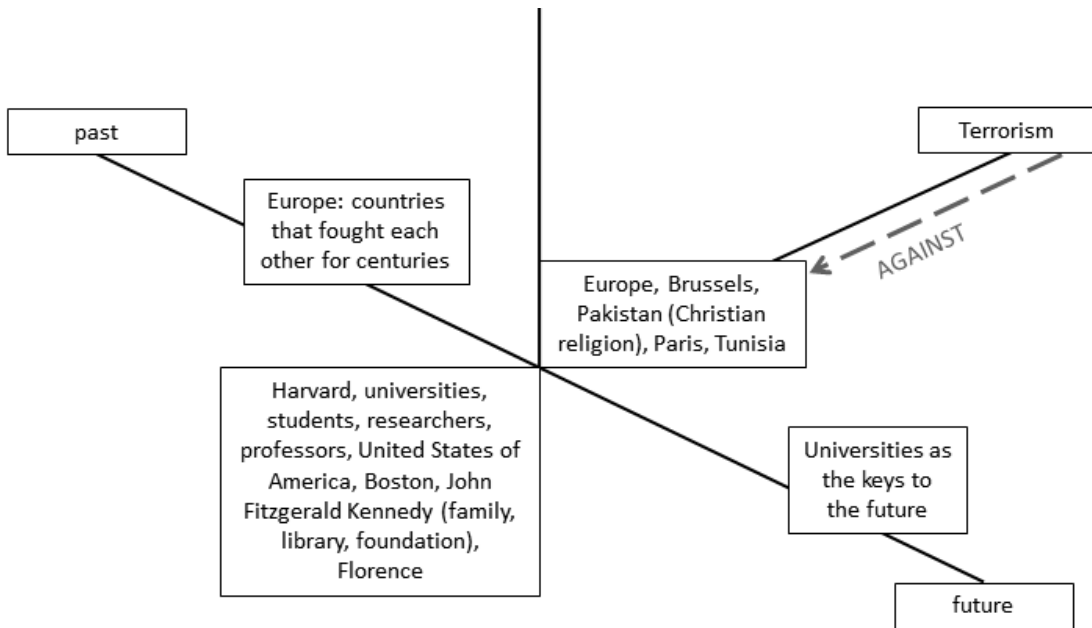 past
Terrorism
Europe: countries
that fought each
other for centuries
AGAINST
Europe, Brussels,
Pakistan (Christian
religion), Paris, Tunisia
Harvard, universities,
students, researchers,
professors, United States of
America, Boston, John
Fitzgerald Kennedy (family,
library, foundation),
Florence
Universities as
the keys to
the future
future